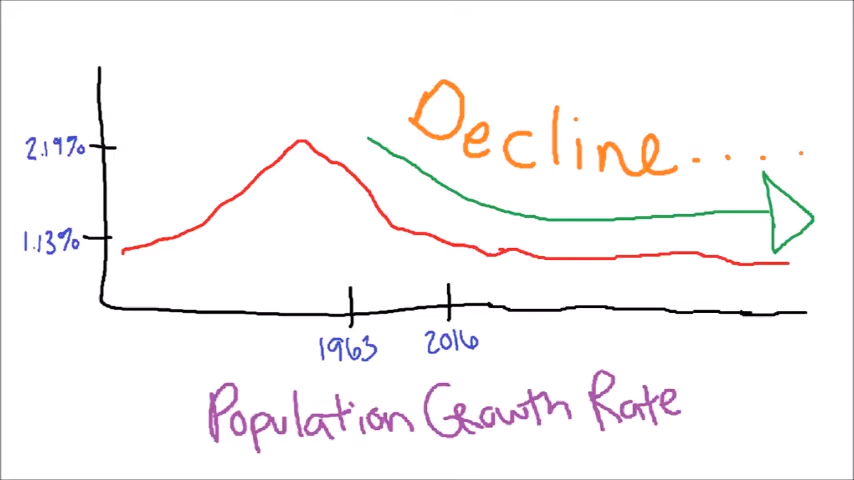 Decline.....
2.19%
1.13%
1963 2016
Population Growth Rate